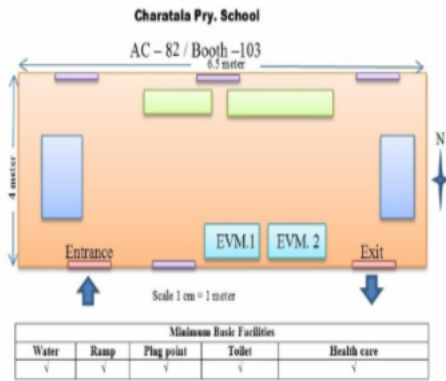 Charatala Pry. School
AC – 82 / Booth –103
6.5 meter
4 meter
N
EVM.1 EVM. 2
Entrance Exit
Scale 1 cm = 1 meter
Minimum Basic Facilities
Water Ramp Plug point Toilet Health care
√ √ √ √ √